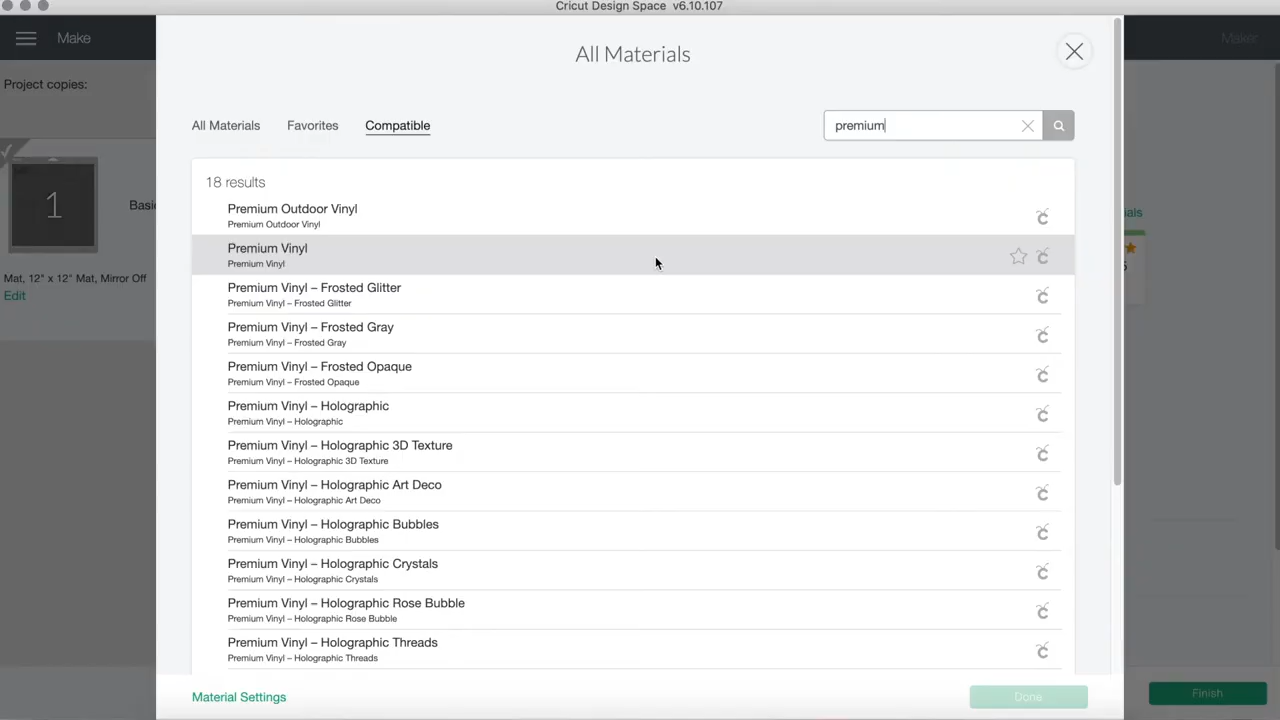 Cricut Design Space v6.10.107
Make
Maker
Project copies:
1
Basic
Mat, 12" x 12" Mat, Mirror Off
Edit
All Materials
All Materials
Favorites
Compatible
premium
18 results
Premium Outdoor Vinyl
Premium Outdoor Vinyl
Premium Vinyl
Premium Vinyl
Premium Vinyl – Frosted Glitter
Premium Vinyl – Frosted Glitter
Premium Vinyl – Frosted Gray
Premium Vinyl – Frosted Gray
Premium Vinyl – Frosted Opaque
Premium Vinyl – Frosted Opaque
Premium Vinyl – Holographic
Premium Vinyl – Holographic
Premium Vinyl – Holographic 3D Texture
Premium Vinyl – Holographic 3D Texture
Premium Vinyl – Holographic Art Deco
Premium Vinyl – Holographic Art Deco
Premium Vinyl – Holographic Bubbles
Premium Vinyl – Holographic Bubbles
Premium Vinyl – Holographic Crystals
Premium Vinyl – Holographic Crystals
Premium Vinyl – Holographic Rose Bubble
Premium Vinyl – Holographic Rose Bubble
Premium Vinyl – Holographic Threads
Premium Vinyl – Holographic Threads
Material Settings
Done
ials
Finish